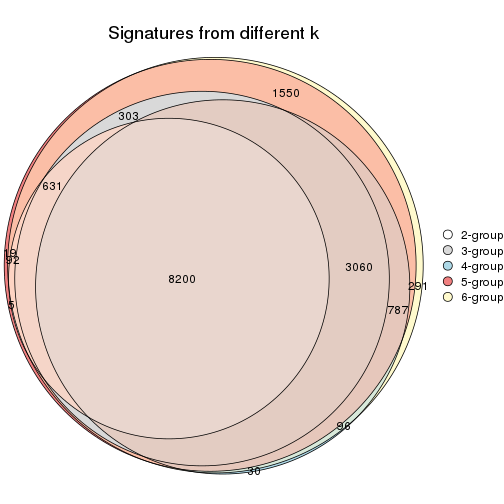 Signatures from different k
1550
303
631
19
92
8200
3060
291
5
787
96
30
2-group
3-group
4-group
5-group
6-group